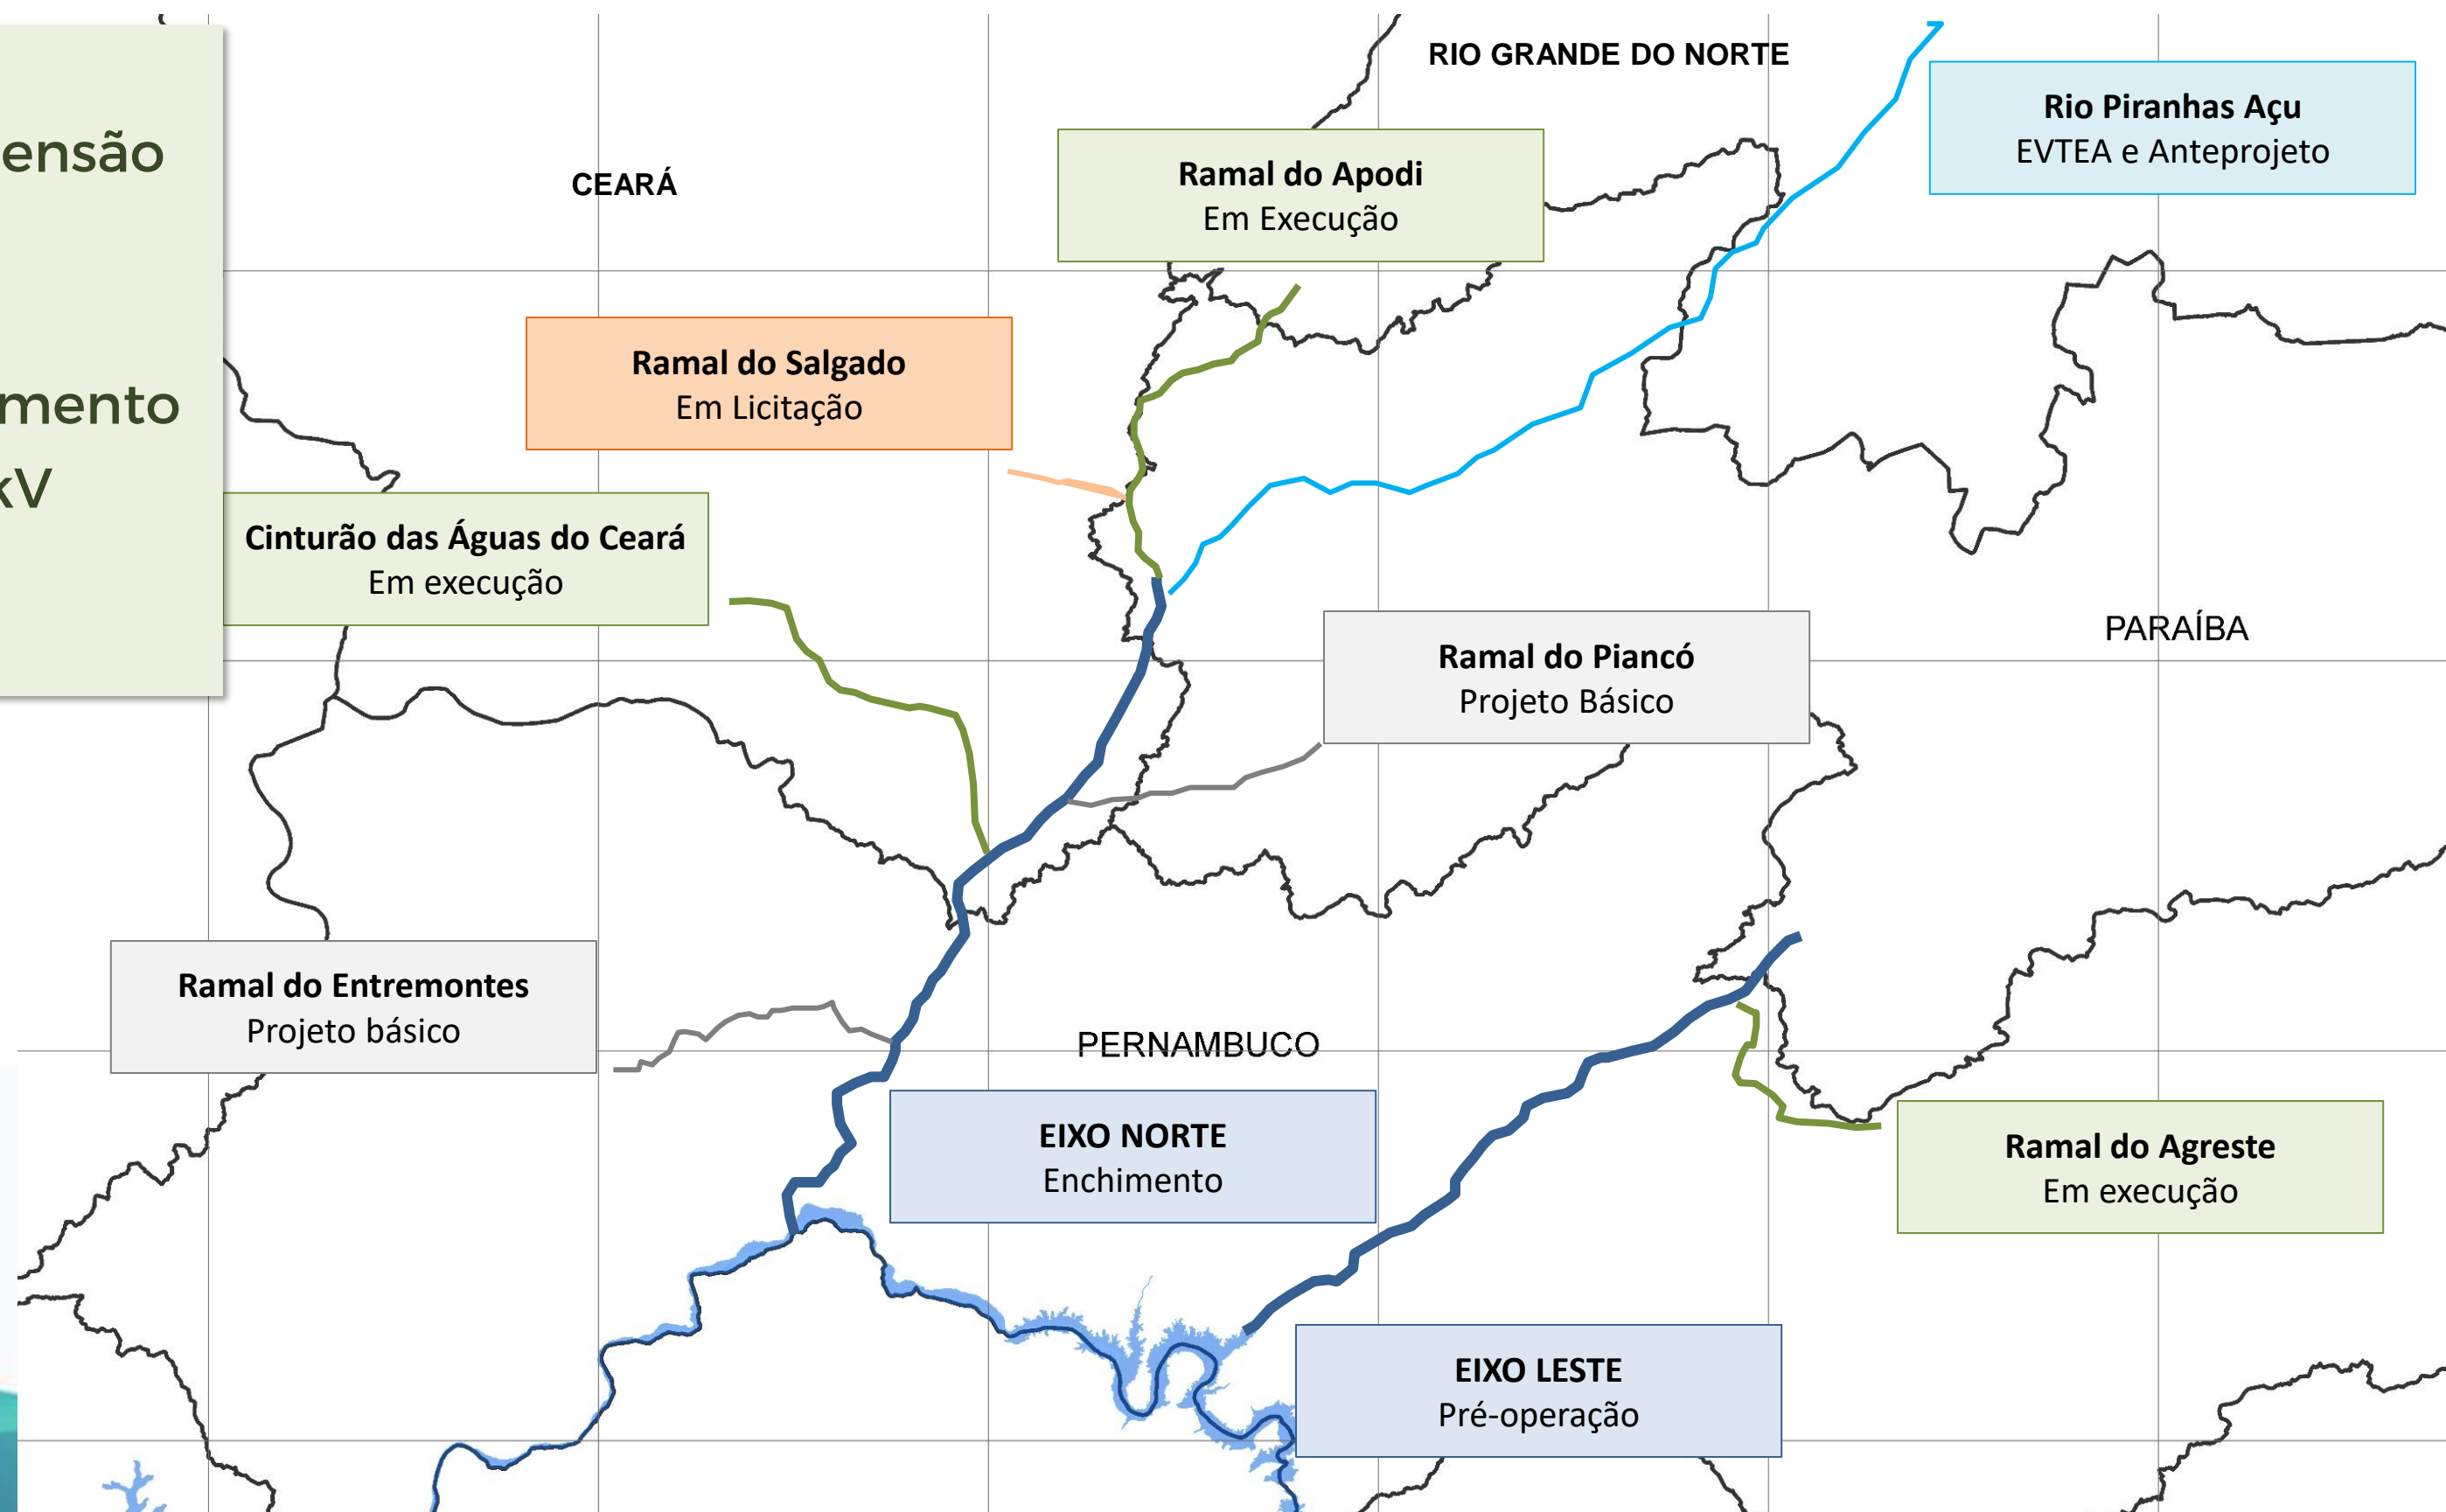 ensão
mento
kV
RIO GRANDE DO NORTE
CEARÁ
Rio Piranhas Açu
EVTEA e Anteprojeto
Ramal do Apodi
Em Execução
Ramal do Salgado
Em Licitação
Cinturão das Águas do Ceará
Em execução
PARAÍBA
Ramal do Piancó
Projeto Básico
Ramal do Entremontes
Projeto básico
PERNAMBUCO
EIXO NORTE
Enchimento
Ramal do Agreste
Em execução
EIXO LESTE
Pré-operação